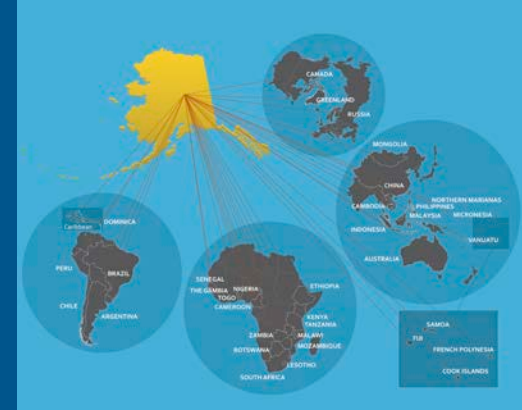 CANADA
GREENLAND
RUSSIA
MONGOLIA
CHINA
NORTHERN MARIANAS
CAMBODIA
PHILIPPINES
MALAYSIA
MICRONESIA
INDONESIA
VANUATU
AUSTRALIA
DOMINICA
Caribbean
PERU
BRAZIL
CHILE
ARGENTINA
SENEGAL
THE GAMBIA
NIGERIA
ETHIOPIA
TOGO
CAMEROON
KENYA
TANZANIA
ZAMBIA
MALAWI
BOTSWANA
MOZAMBIQUE
LESOTHO
SOUTH AFRICA
SAMOA
FIJI
FRENCH POLYNESIA
COOK ISLANDS